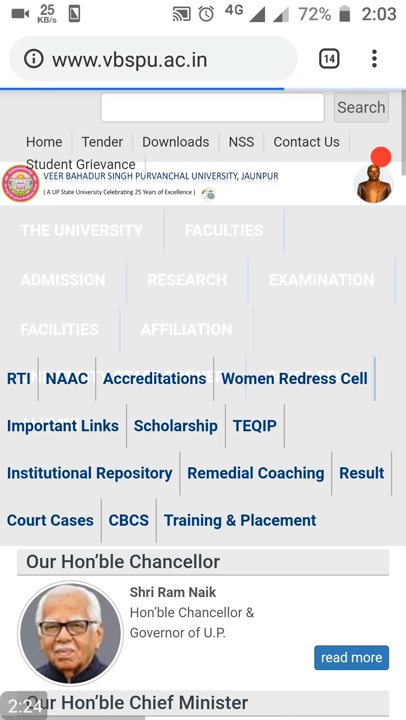 25 KB/s 4G 72% 2:03
www.vbspu.ac.in 14
Search
Home Tender Downloads NSS Contact Us
Student Grievance
VEER BAHADUR SINGH PURVANCHAL UNIVERSITY, JAUNPUR
( A UP State University Celebrating 25 Years of Excellence )
THE UNIVERSITY FACULTIES
ADMISSION RESEARCH EXAMINATION
FACILITIES AFFILIATION
RTI NAAC Accreditations Women Redress Cell
Important Links Scholarship TEQIP
Institutional Repository Remedial Coaching Result
Court Cases CBCS Training & Placement
Our Hon’ble Chancellor
Shri Ram Naik
Hon’ble Chancellor &
Governor of U.P.
read more
2:24
Our Hon’ble Chief Minister